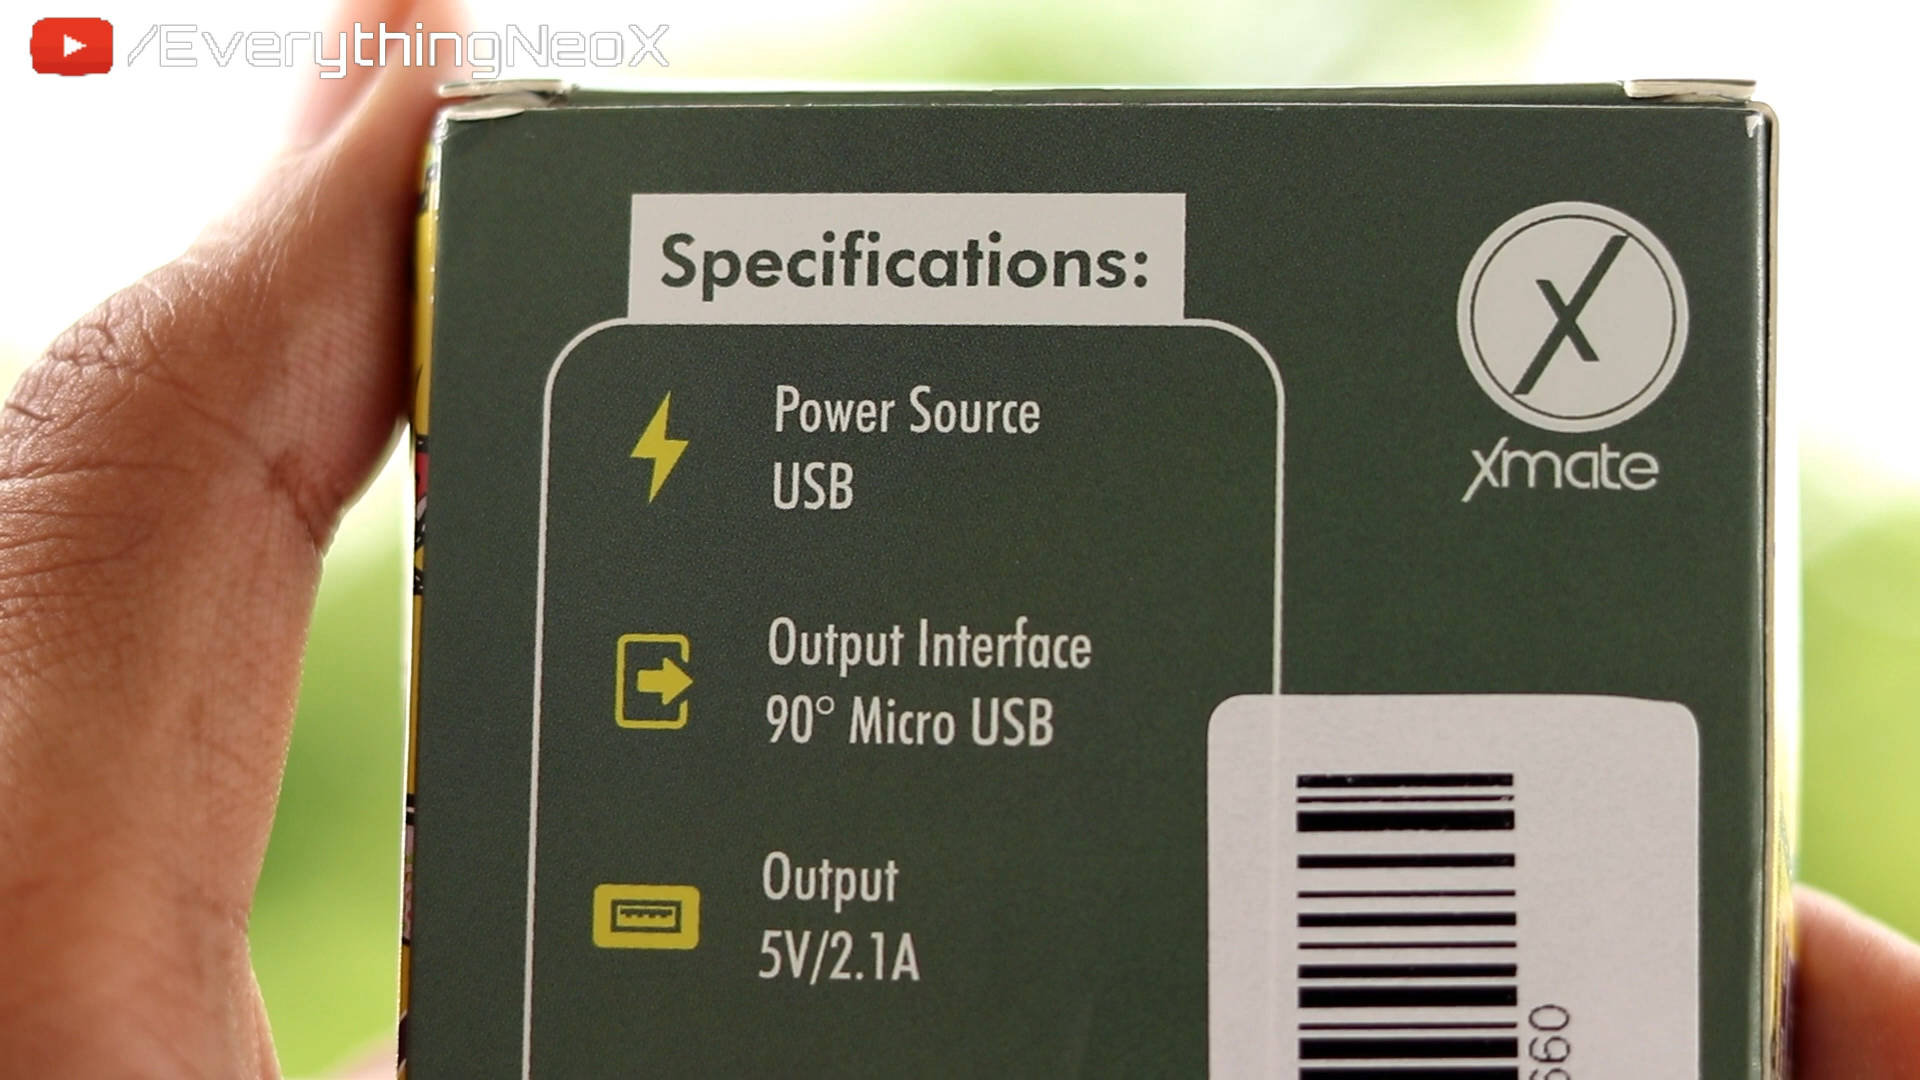 /EverythingNeoX
Specifications:
X
xmate
Power Source
USB
Output Interface
90° Micro USB
Output
5V/2.1A